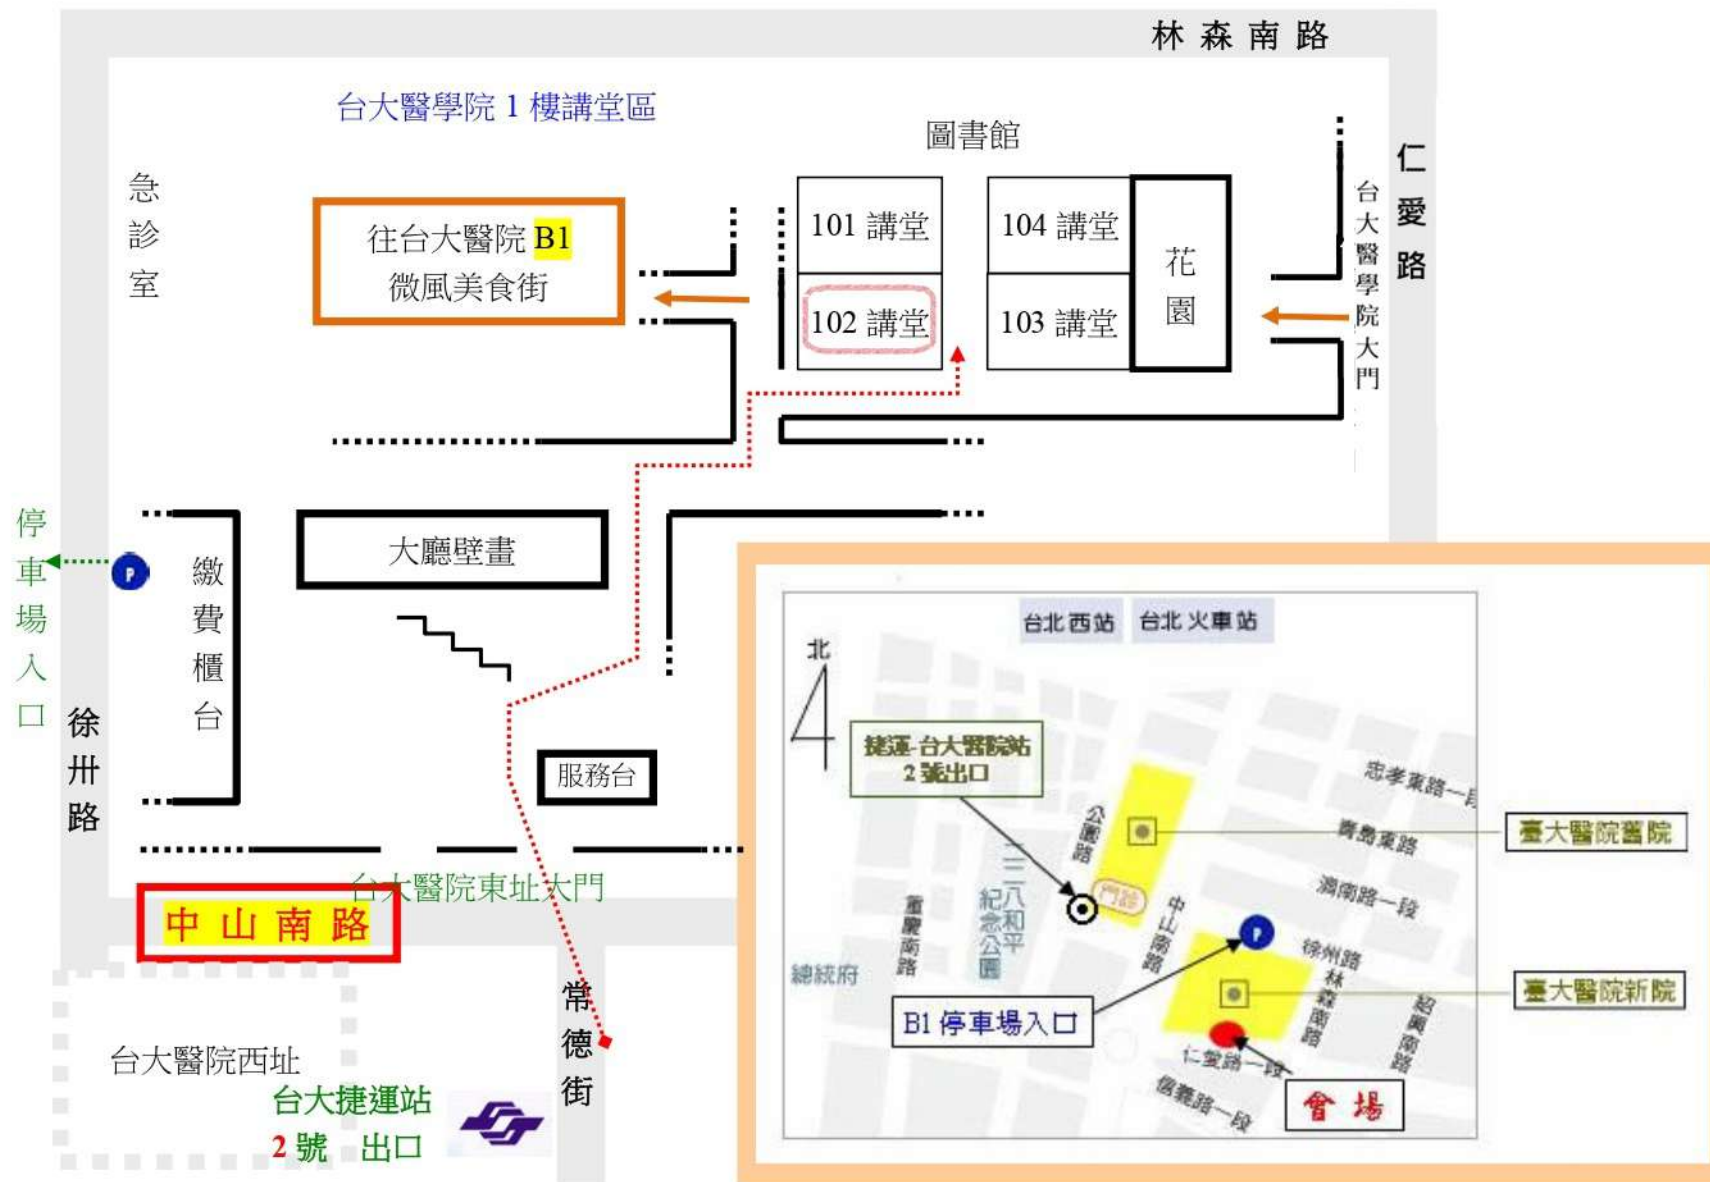 林森南路
台大醫學院 1 樓講堂區
圖書館
仁愛路
台大醫學院大門
急診室
往台大醫院 B1
微風美食街
101 講堂
104 講堂
102 講堂
103 講堂
花園
停車場入口
P
繳費櫃台
大廳壁畫
徐卅路
服務台
台大醫院東址大門
中山南路
常德街
台大醫院西址
台大捷運站
2 號 出口
台北西站
台北火車站
北
捷運-台大醫院站
2 號出口
忠孝東路一段
青島東路
濟南路一段
公園路
二二八和平
紀念公園
門診
中山南路
重慶南路
總統府
P
徐州路
林森南路
紹興南路
臺大醫院舊院
臺大醫院新院
B1 停車場入口
仁愛路一段
信義路一段
會場